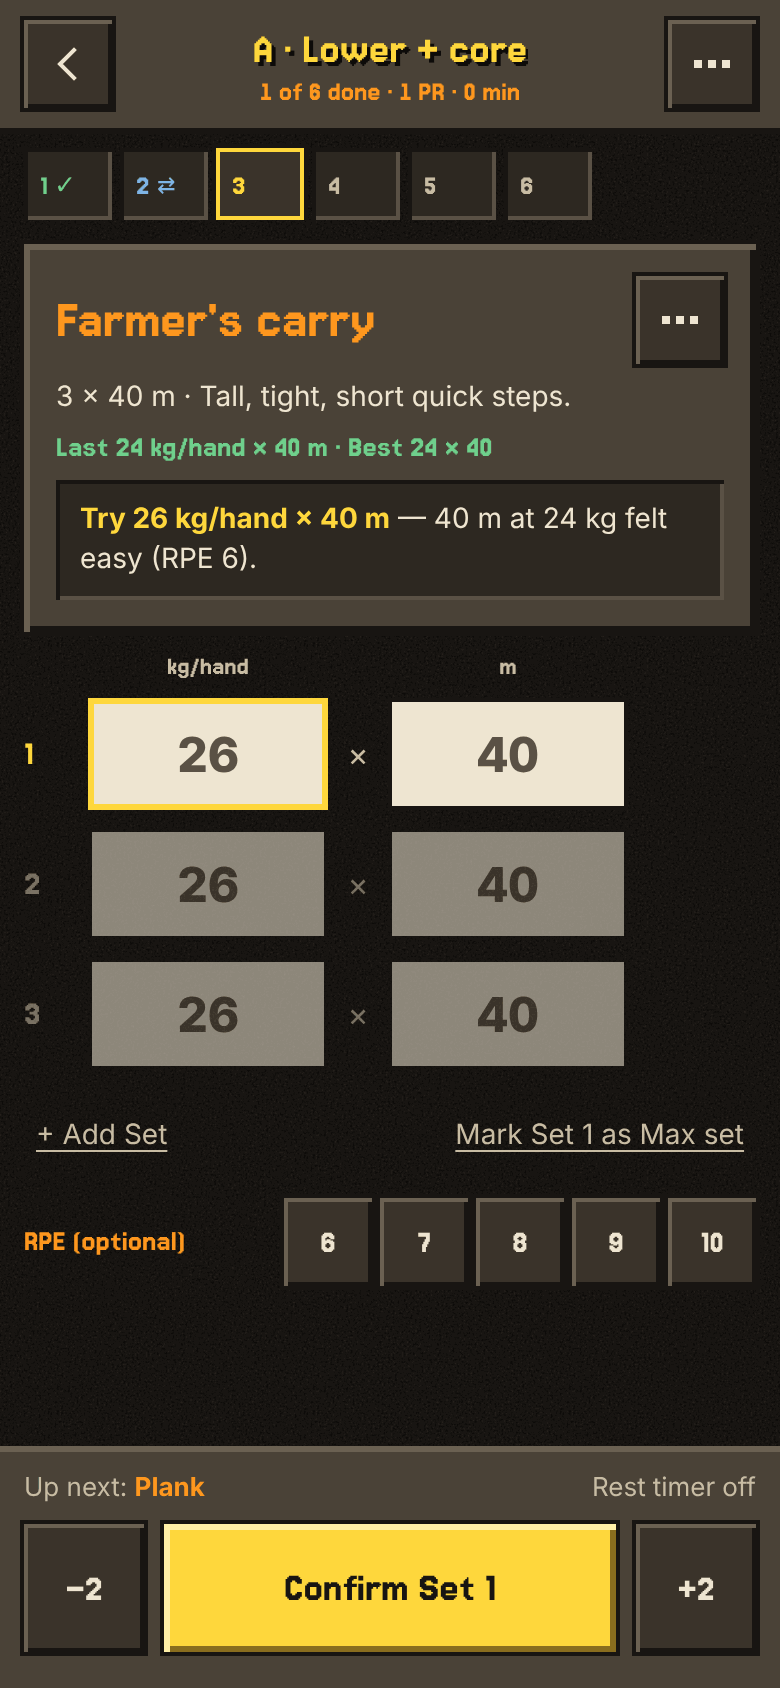 A · Lower + core
1 of 6 done · 1 PR · 0 min
1 ✓ 2 ⇄ 3 4 5 6
Farmer's carry
3 × 40 m · Tall, tight, short quick steps.
Last 24 kg/hand × 40 m · Best 24 × 40
Try 26 kg/hand × 40 m — 40 m at 24 kg felt
easy (RPE 6).
kg/hand m
1 26 × 40
2 26 × 40
3 26 × 40
+ Add Set Mark Set 1 as Max set
RPE (optional) 6 7 8 9 10
Up next: Plank Rest timer off
−2 Confirm Set 1 +2